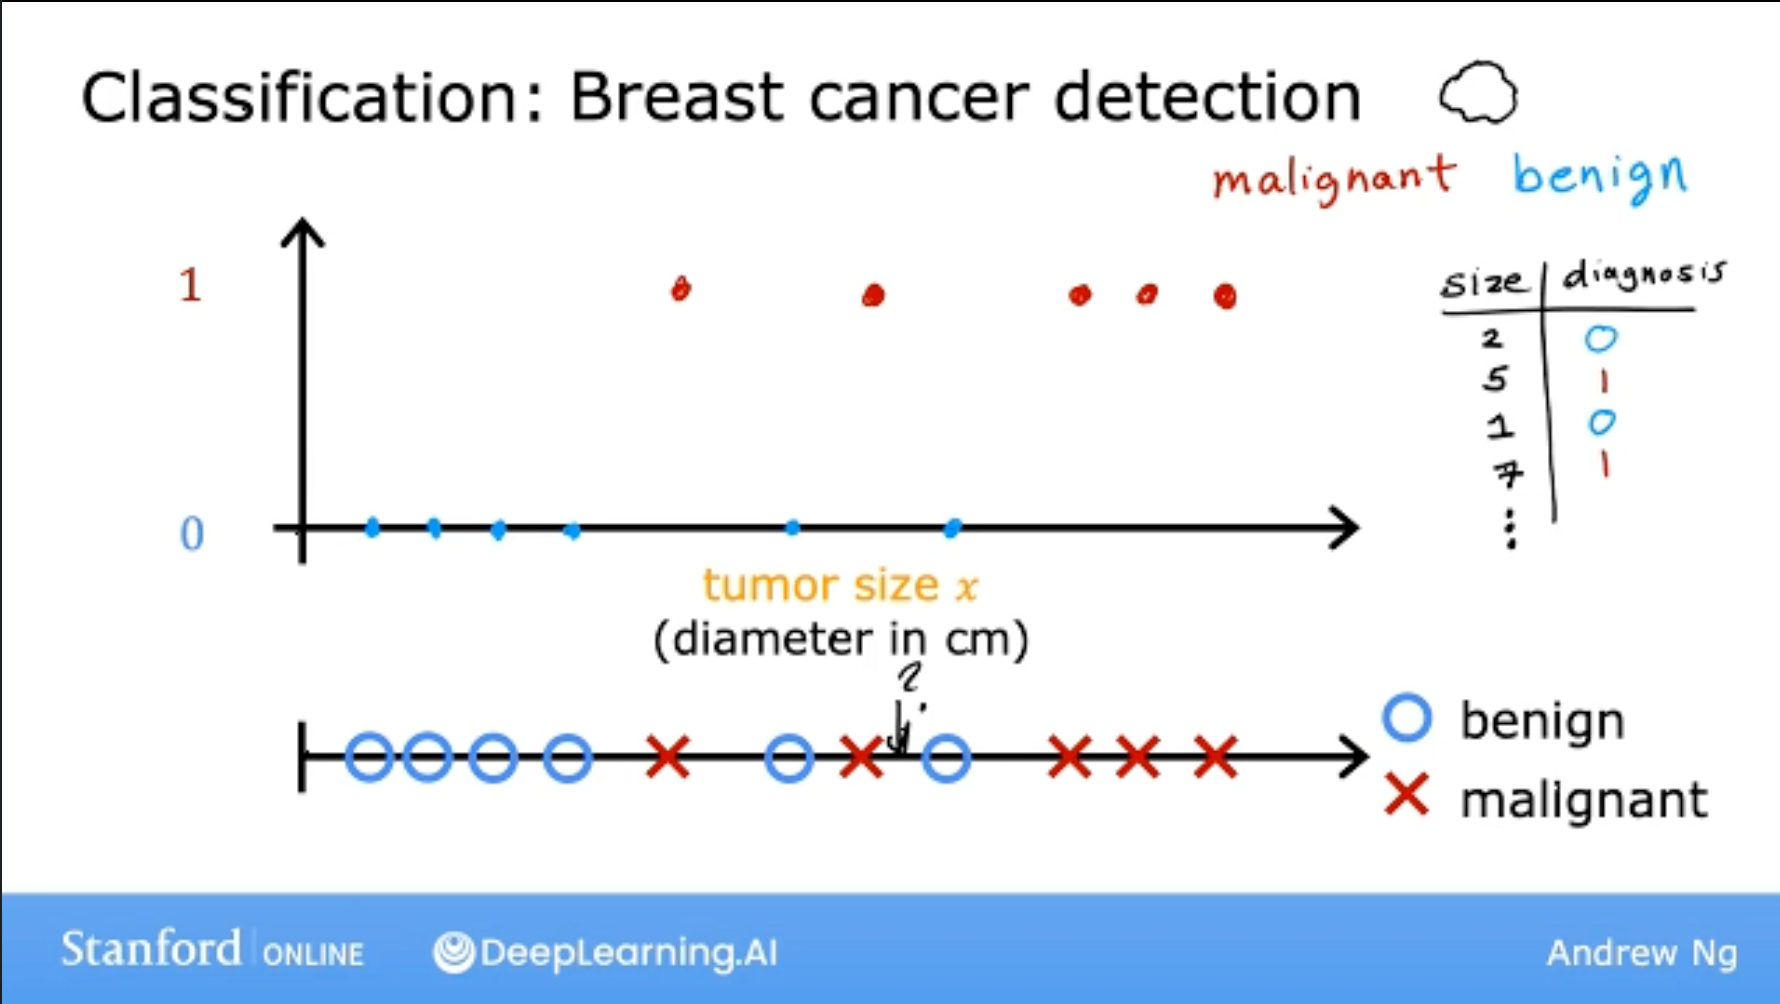 Classification: Breast cancer detection
malignant benign
1
size diagnosis
2 0
5 1
1 0
7 1
⋮
0
tumor size x
(diameter in cm)
?
benign
malignant
Stanford ONLINE DeepLearning.AI Andrew Ng